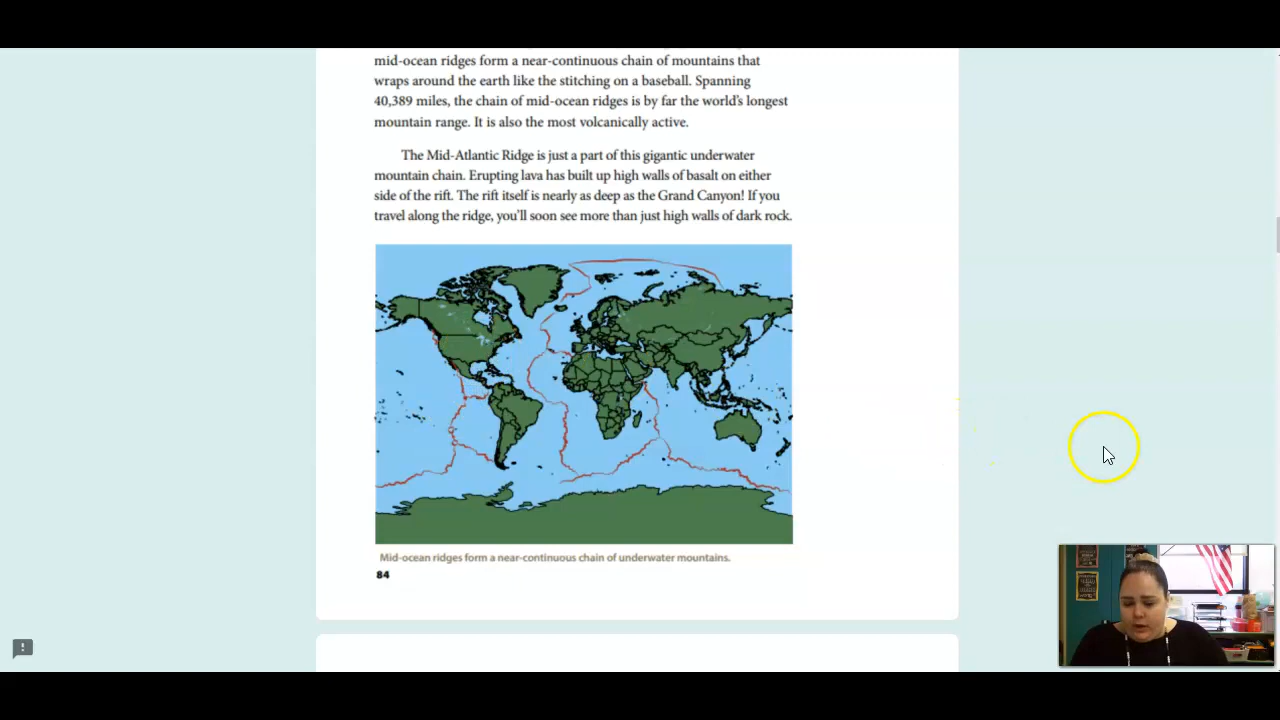 mid-ocean ridges form a near-continuous chain of mountains that
wraps around the earth like the stitching on a baseball. Spanning
40,389 miles, the chain of mid-ocean ridges is by far the world's longest
mountain range. It is also the most volcanically active.
The Mid-Atlantic Ridge is just a part of this gigantic underwater
mountain chain. Erupting lava has built up high walls of basalt on either
side of the rift. The rift itself is nearly as deep as the Grand Canyon! If you
travel along the ridge, you'll soon see more than just high walls of dark rock.
Mid-ocean ridges form a near-continuous chain of underwater mountains.
84